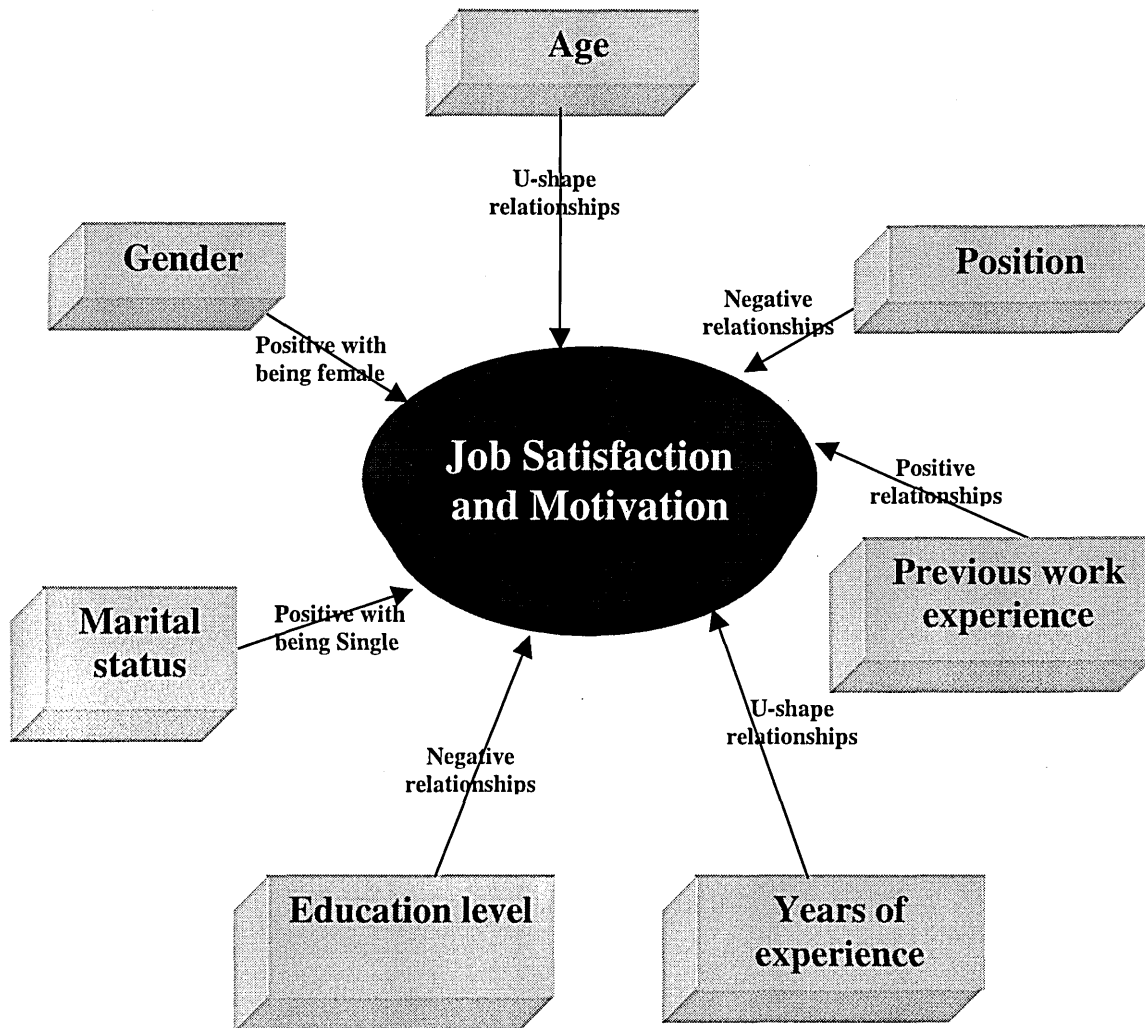 Age
U-shape
relationships
Gender
Position
Negative
relationships
Positive with
being female
Job Satisfaction
and Motivation
Positive
relationships
Previous work
experience
Marital
status
Positive with
being Single
U-shape
relationships
Negative
relationships
Education level
Years of
experience